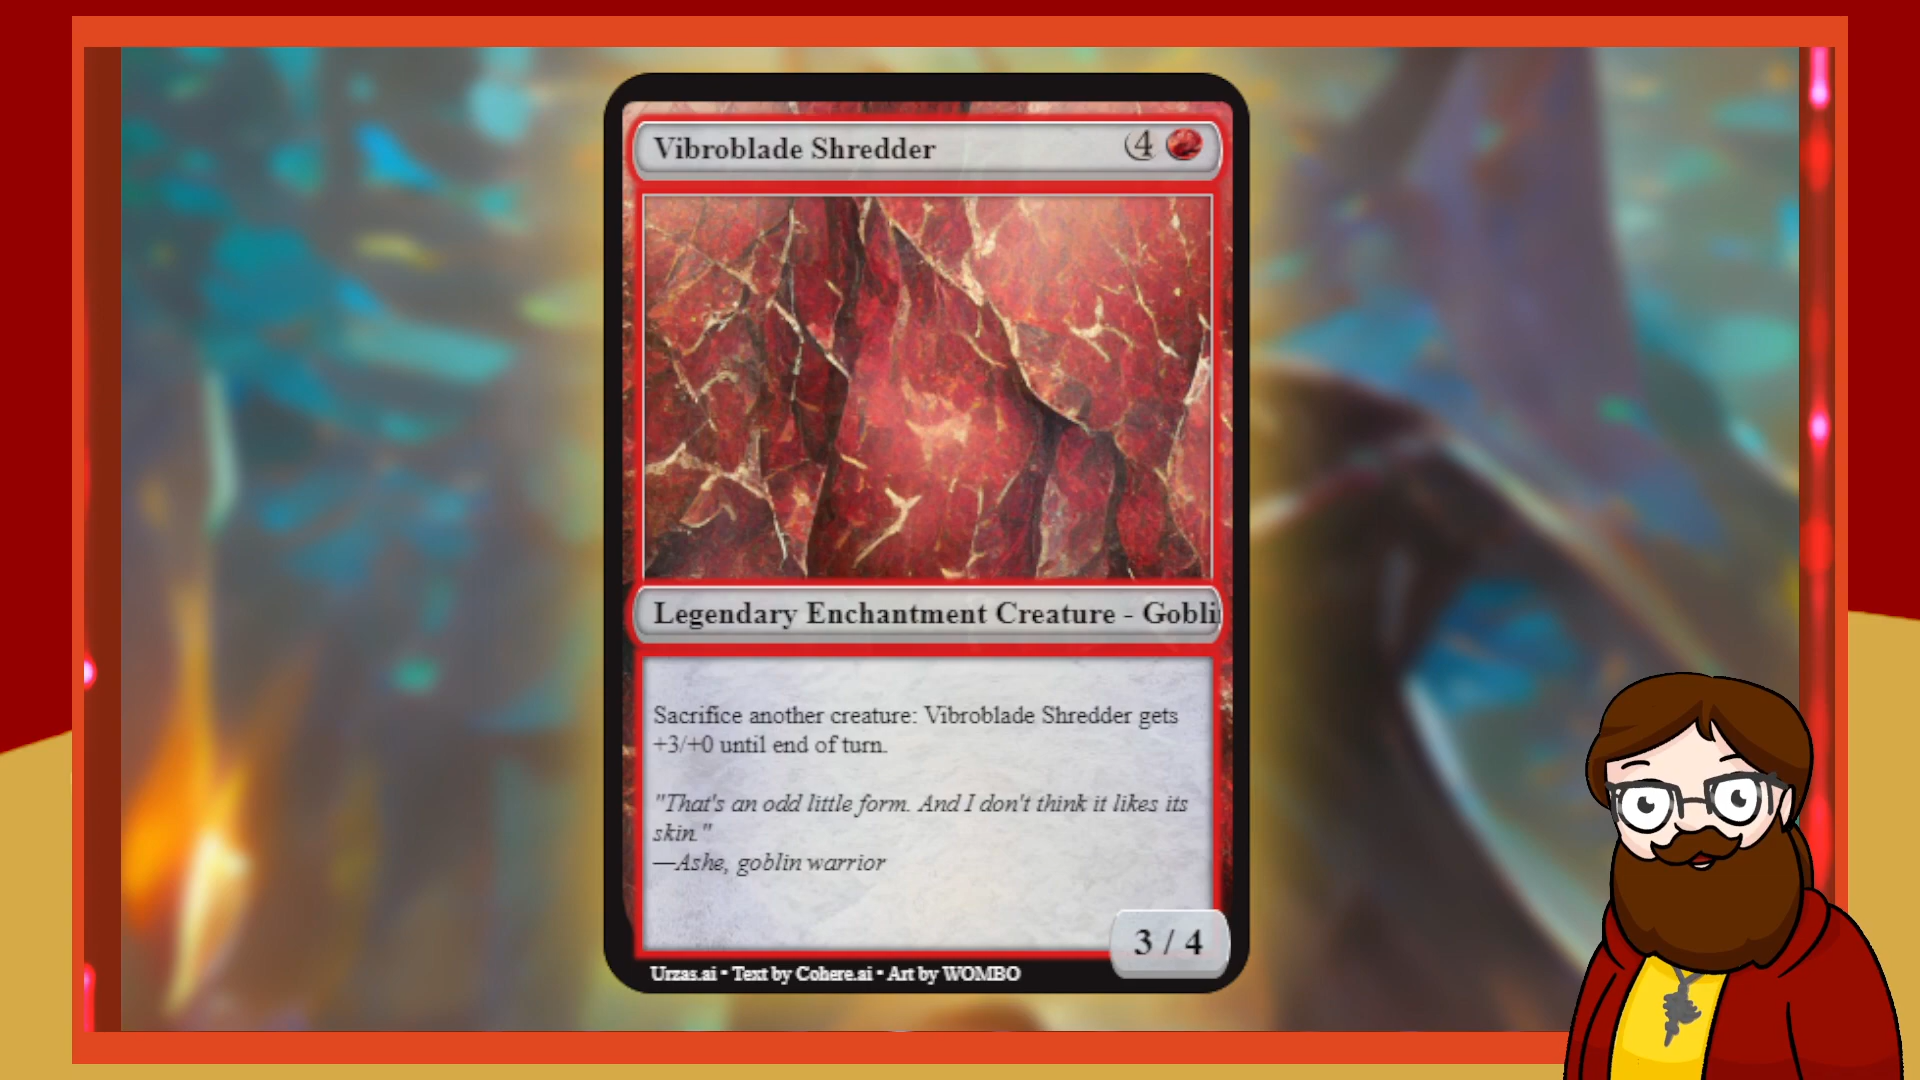 Vibroblade Shredder
4
Legendary Enchantment Creature - Gobli
Sacrifice another creature: Vibroblade Shredder gets
+3/+0 until end of turn.
"That's an odd little form. And I don't think it likes its
skin."
—Ashe, goblin warrior
3 / 4
Urzas.ai • Text by Cohere.ai • Art by WOMBO